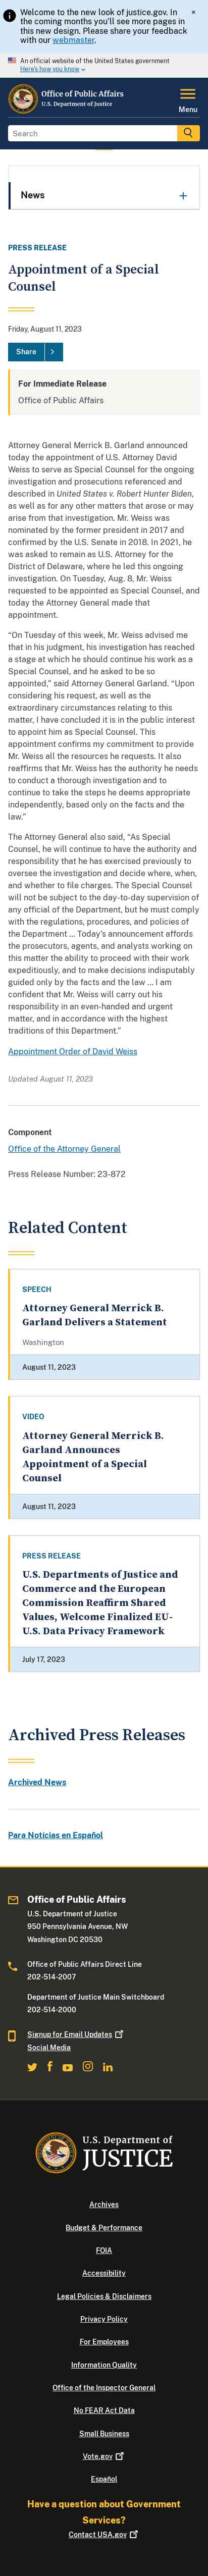 Welcome to the new look of justice.gov. In
the coming months you'll see more pages in
this new design. Please share your feedback
with our webmaster.
×
An official website of the United States government
Here's how you know
Office of Public Affairs
U.S. Department of Justice
Menu
Search
News
PRESS RELEASE
Appointment of a Special
Counsel
Friday, August 11, 2023
Share
For Immediate Release
Office of Public Affairs
Attorney General Merrick B. Garland announced
today the appointment of U.S. Attorney David
Weiss to serve as Special Counsel for the ongoing
investigation and prosecutions referenced and
described in United States v. Robert Hunter Biden,
as well as for any other matters that arose or may
arise from that investigation. Mr. Weiss was
nominated by the former president in 2017 and
confirmed by the U.S. Senate in 2018. In 2021, he
was asked to remain as U.S. Attorney for the
District of Delaware, where he is leading the
ongoing investigation. On Tuesday, Aug. 8, Weiss
requested to be appointed as Special Counsel, and
today the Attorney General made that
appointment.
“On Tuesday of this week, Mr. Weiss advised me
that in his judgment, his investigation had reached
a stage at which he should continue his work as a
Special Counsel, and he asked to be so
appointed,” said Attorney General Garland. “Upon
considering his request, as well as the
extraordinary circumstances relating to this
matter, I have concluded it is in the public interest
to appoint him as Special Counsel. This
appointment confirms my commitment to provide
Mr. Weiss all the resources he requests. It also
reaffirms that Mr. Weiss has the authority he needs
to conduct a thorough investigation and to
continue to take the steps he deems appropriate
independently, based only on the facts and the
law.”
The Attorney General also said, “As Special
Counsel, he will continue to have the authority and
responsibility that he has previously exercised to
oversee the investigation and decide where, when,
and whether to file charges. The Special Counsel
will not be subject to the day-to-day supervision of
any official of the Department, but he must comply
with the regulations, procedures, and policies of
the Department … Today’s announcement affords
the prosecutors, agents, and analysts working on
this matter the ability to proceed with their work
expeditiously, and to make decisions indisputably
guided only by the facts and the law … I am
confident that Mr. Weiss will carry out his
responsibility in an even-handed and urgent
manner, and in accordance with the highest
traditions of this Department.”
Appointment Order of David Weiss
Updated August 11, 2023
Component
Office of the Attorney General
Press Release Number: 23-872
Related Content
SPEECH
Attorney General Merrick B.
Garland Delivers a Statement
Washington
August 11, 2023
VIDEO
Attorney General Merrick B.
Garland Announces
Appointment of a Special
Counsel
August 11, 2023
PRESS RELEASE
U.S. Departments of Justice and
Commerce and the European
Commission Reaffirm Shared
Values, Welcome Finalized EU-
U.S. Data Privacy Framework
July 17, 2023
Archived Press Releases
Archived News
Para Notícias en Español
Office of Public Affairs
U.S. Department of Justice
950 Pennsylvania Avenue, NW
Washington DC 20530
Office of Public Affairs Direct Line
202-514-2007
Department of Justice Main Switchboard
202-514-2000
Signup for Email Updates
Social Media
U.S. Department of
JUSTICE
Archives
Budget & Performance
FOIA
Accessibility
Legal Policies & Disclaimers
Privacy Policy
For Employees
Information Quality
Office of the Inspector General
No FEAR Act Data
Small Business
Vote.gov
Español
Have a question about Government
Services?
Contact USA.gov